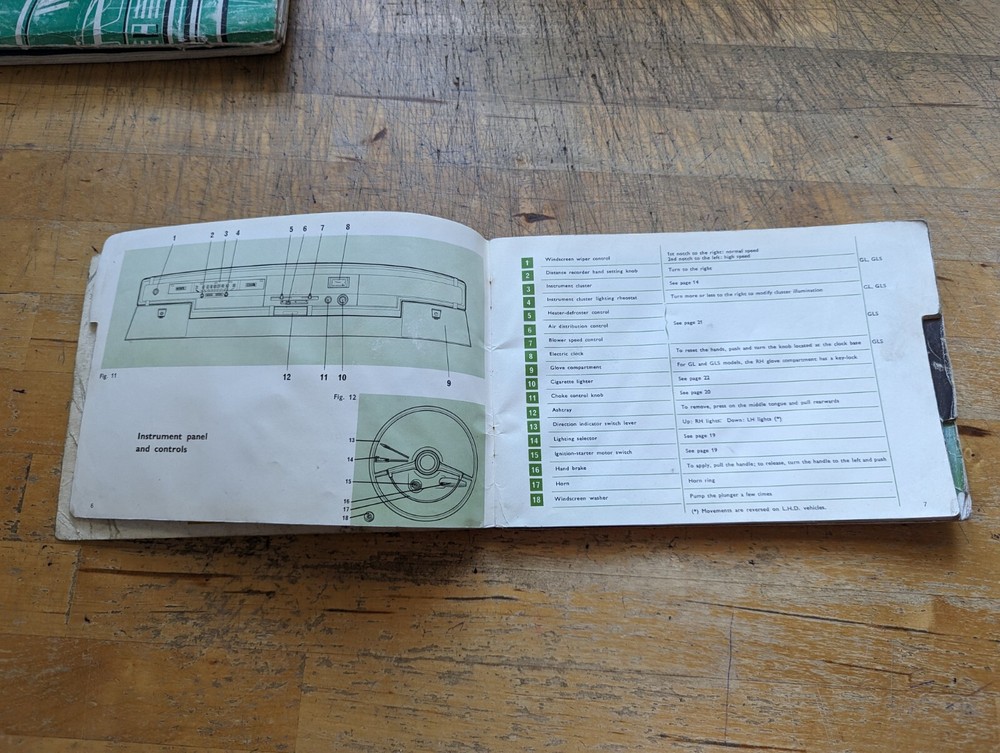 1 2 3 4 5 6 7 8
12 11 10 9
Fig. 11
Fig. 12
Instrument panel
and controls
13
14
15
16
17
18
6
1 Windscreen wiper control 1st notch to the right: normal speed
2nd notch to the left: high speed GL, GLS
2 Distance recorder hand setting knob Turn to the right
3 Instrument cluster See page 14
4 Instrument cluster lighting rheostat Turn more or less to the right to modify cluster illumination GL, GLS
5 Heater-defroster control
6 Air distribution control See page 21 GLS
7 Blower speed control
8 Electric clock To reset the hands, push and turn the knob located at the clock base GLS
9 Glove compartment For GL and GLS models, the RH glove compartment has a key-lock
10 Cigarette lighter See page 22
11 Choke control knob See page 20
12 Ashtray To remove, press on the middle tongue and pull rearwards
13 Direction indicator switch lever Up: RH lights: Down: LH lights (*)
14 Lighting selector See page 19
15 Ignition-starter motor switch See page 19
16 Hand brake To apply, pull the handle; to release, turn the handle to the left and push
17 Horn Horn ring
18 Windscreen washer Pump the plunger a few times
(*) Movements are reversed on L.H.D. vehicles.
7